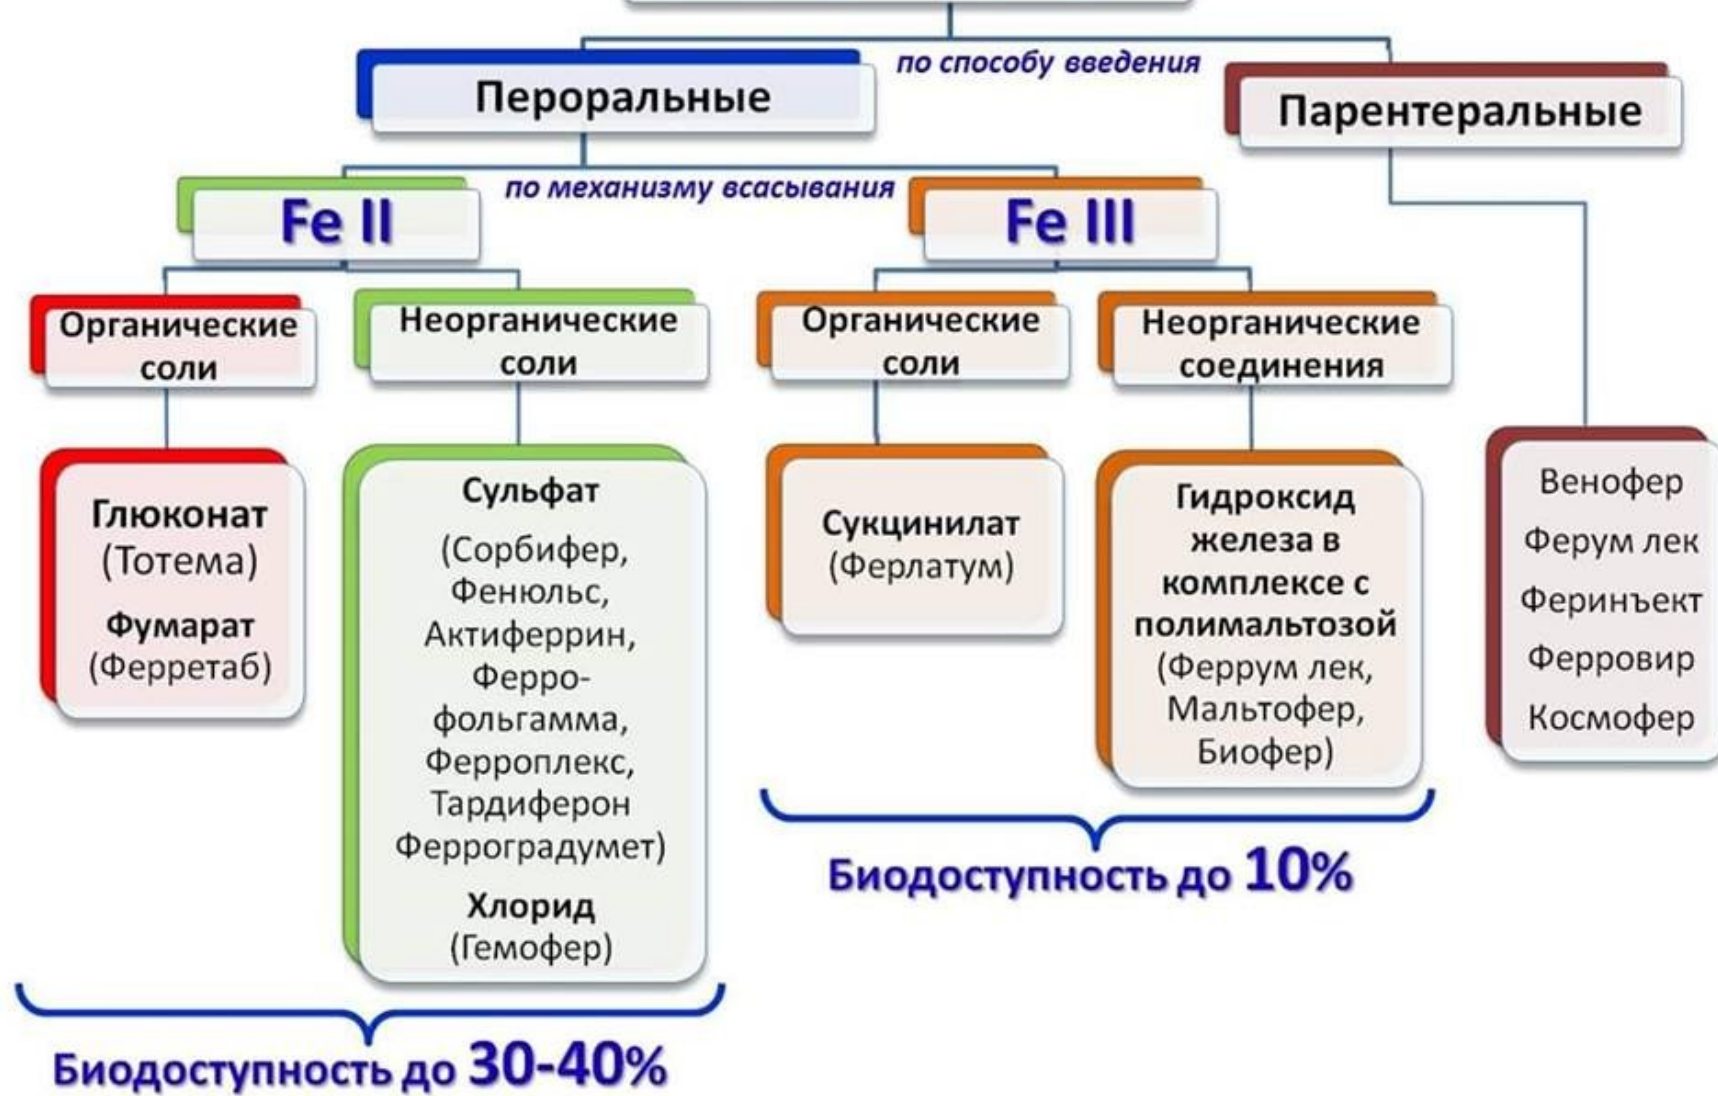 по способу введения
Пероральные
Парентеральные
по механизму всасывания
Fe II
Fe III
Органические
соли
Неорганические
соли
Органические
соли
Неорганические
соединения
Глюконат
(Тотема)
Фумарат
(Ферретаб)
Сульфат
(Сорбифер,
Фенюльс,
Актиферрин,
Ферро-
фольгамма,
Ферроплекс,
Тардиферон
Ферроградумет)
Хлорид
(Гемофер)
Сукцинилат
(Ферлатум)
Гидроксид
железа в
комплексе с
полимальтозой
(Феррум лек,
Мальтофер,
Биофер)
Венофер
Ферум лек
Феринъект
Ферровир
Космофер
Биодоступность до 10%
Биодоступность до 30-40%